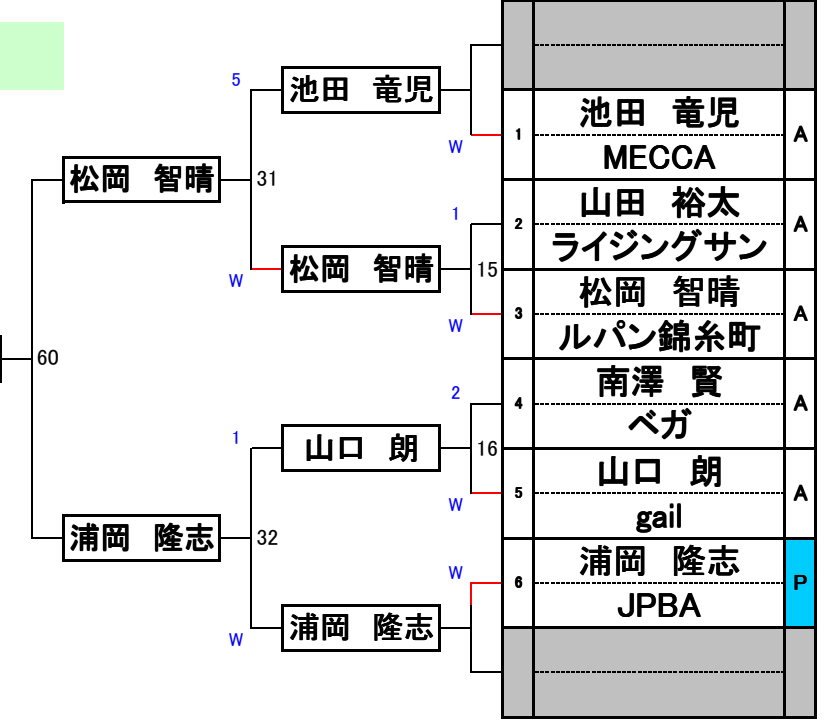 5
池田　竜児
W
1
池田　竜児
MECCA
A
松岡　智晴
31
1
2
山田　裕太
ライジングサン
A
W
松岡　智晴
15
W
3
松岡　智晴
ルパン錦糸町
A
60
2
4
南澤　賢
ベガ
A
1
山口　朗
16
W
5
山口　朗
gail
A
浦岡　隆志
32
W
6
浦岡　隆志
JPBA
P
W
浦岡　隆志